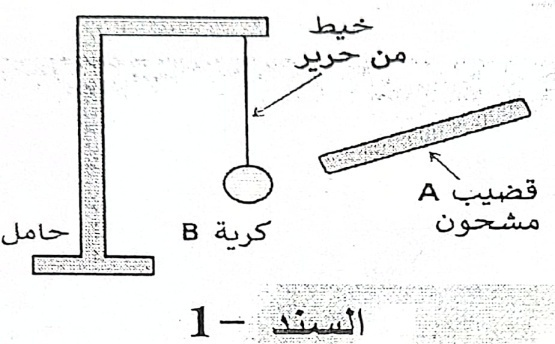 خيط
من حرير
قضيب A
مشحون
كرية B
حامل
السند -1